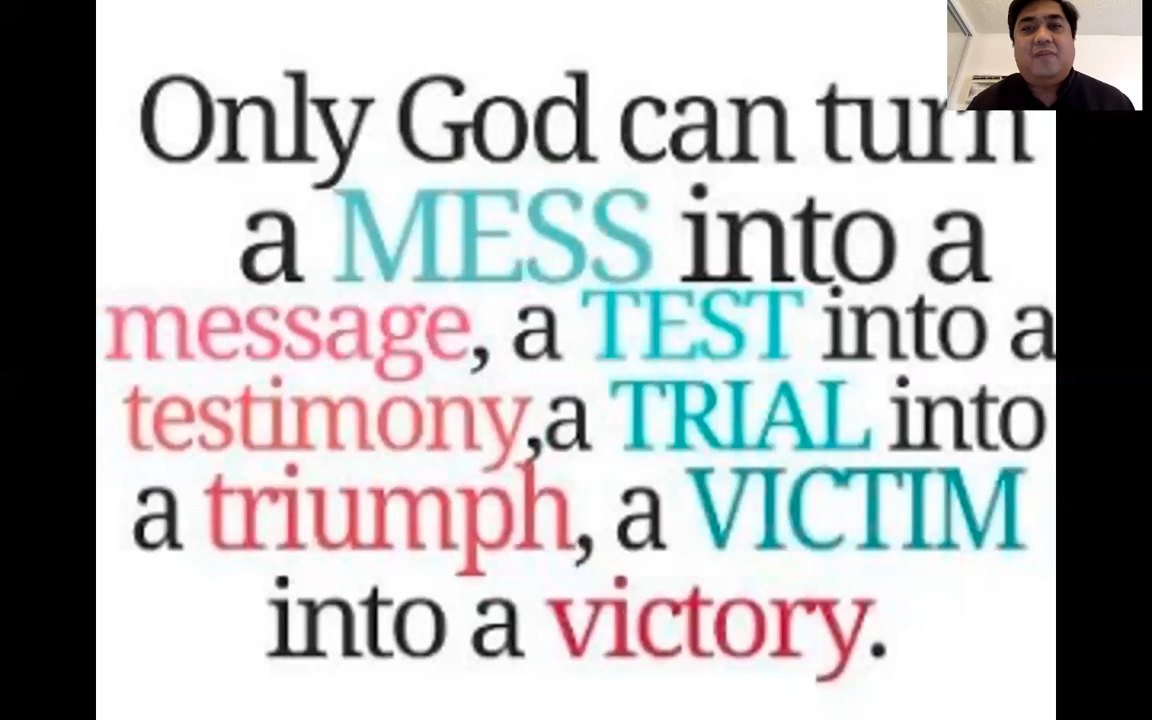 Only God can turn
a MESS into a
message, a TEST into a
testimony,a TRIAL into
a triumph, a VICTIM
into a victory.